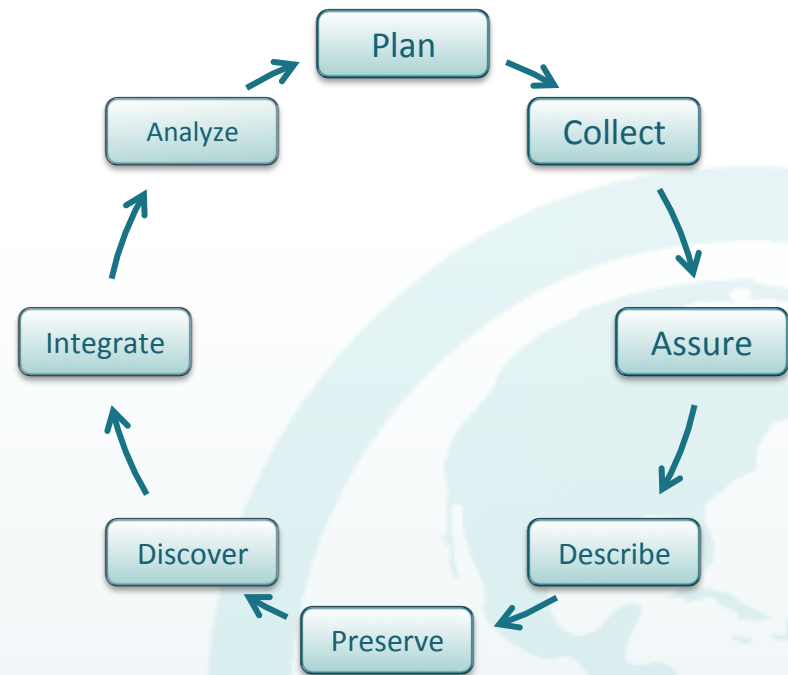 Plan
Collect
Assure
Describe
Preserve
Discover
Integrate
Analyze